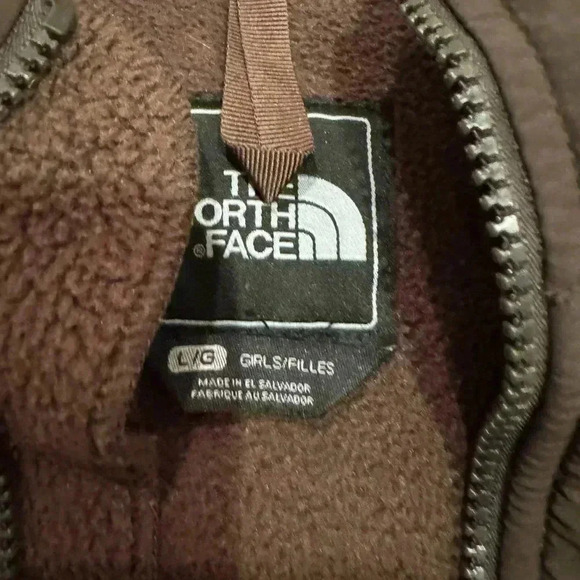 THE
ORTH
®FACE
L/G GIRLS/FILLES
MADE IN EL SALVADOR
FABRIQUE AU SALVADOR